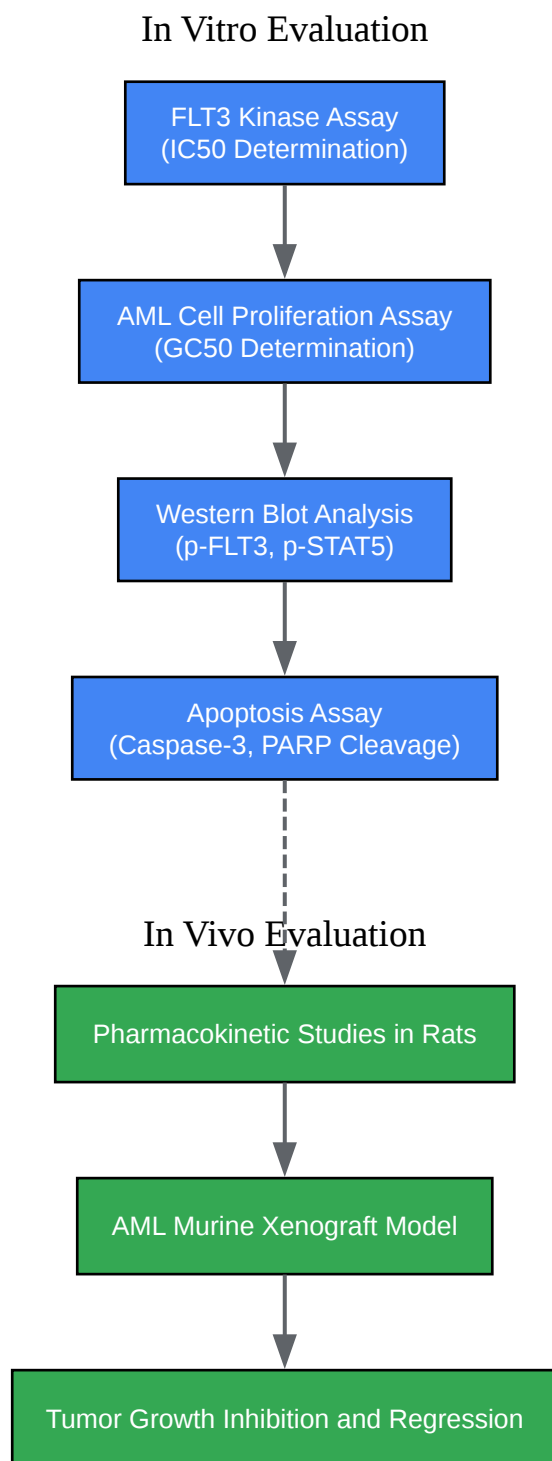 In Vitro Evaluation
FLT3 Kinase Assay
(IC50 Determination)
AML Cell Proliferation Assay
(GC50 Determination)
Western Blot Analysis
(p-FLT3, p-STAT5)
Apoptosis Assay
(Caspase-3, PARP Cleavage)
In Vivo Evaluation
Pharmacokinetic Studies in Rats
AML Murine Xenograft Model
Tumor Growth Inhibition and Regression